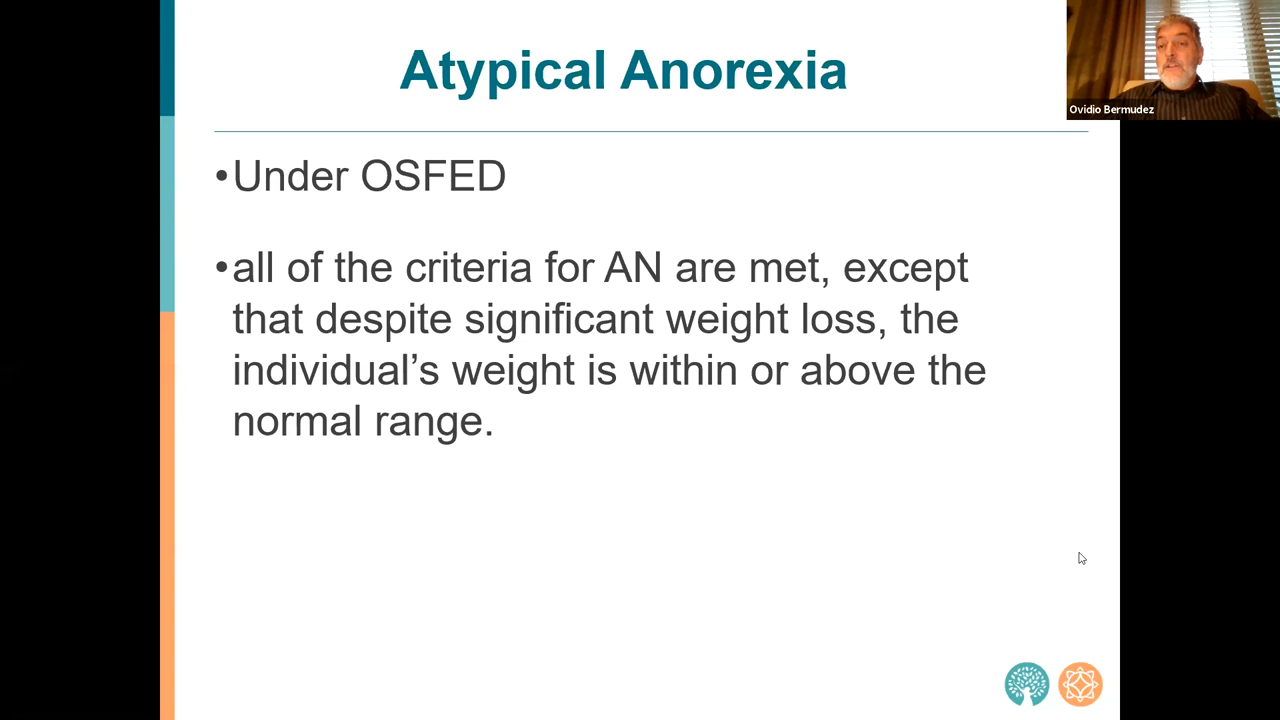 Atypical Anorexia
Ovidio Bermudez
•Under OSFED
•all of the criteria for AN are met, except
that despite significant weight loss, the
individual’s weight is within or above the
normal range.